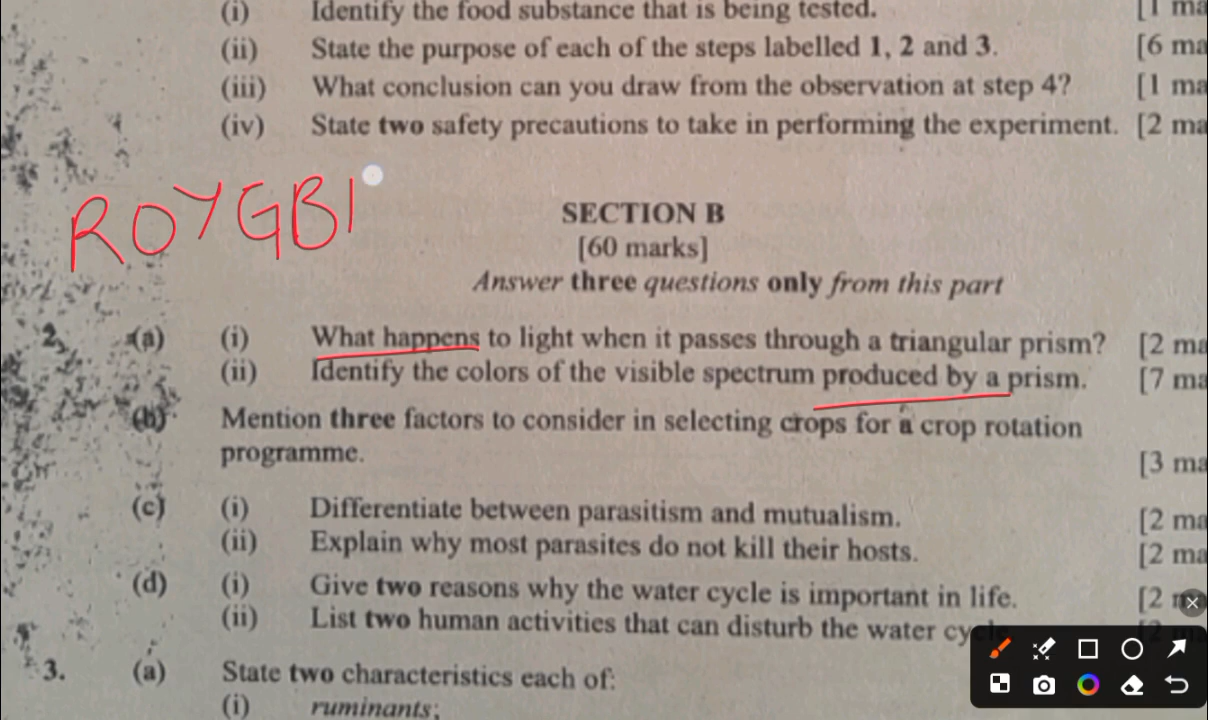 (i) Identify the food substance that is being tested. [1 ma
(ii) State the purpose of each of the steps labelled 1, 2 and 3. [6 ma
(iii) What conclusion can you draw from the observation at step 4? [1 ma
(iv) State two safety precautions to take in performing the experiment. [2 ma
ROYGBI
SECTION B
[60 marks]
Answer three questions only from this part
2. (a) (i) What happens to light when it passes through a triangular prism? [2 ma
(ii) Identify the colors of the visible spectrum produced by a prism. [7 ma
(b) Mention three factors to consider in selecting crops for a crop rotation
programme. [3 ma
(c) (i) Differentiate between parasitism and mutualism. [2 ma
(ii) Explain why most parasites do not kill their hosts. [2 ma
(d) (i) Give two reasons why the water cycle is important in life. [2
(ii) List two human activities that can disturb the water cycle
3. (a) State two characteristics each of:
(i) ruminants;